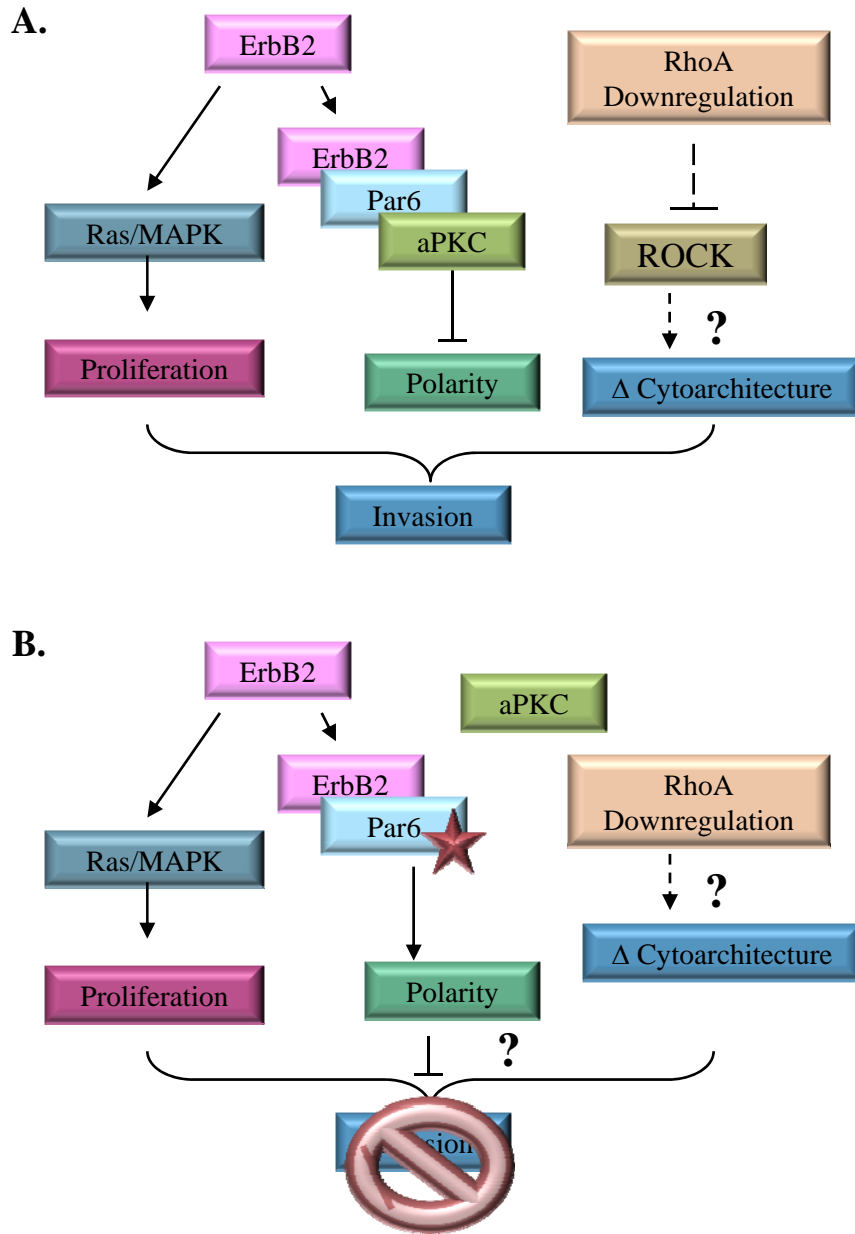 A.
ErbB2
RhoA
Downregulation
ErbB2
Par6
Ras/MAPK
aPKC
ROCK
?
Proliferation
Polarity
Δ Cytoarchitecture
Invasion
B.
ErbB2
aPKC
ErbB2
RhoA
Downregulation
Par6
Ras/MAPK
?
Δ Cytoarchitecture
Proliferation
Polarity
?